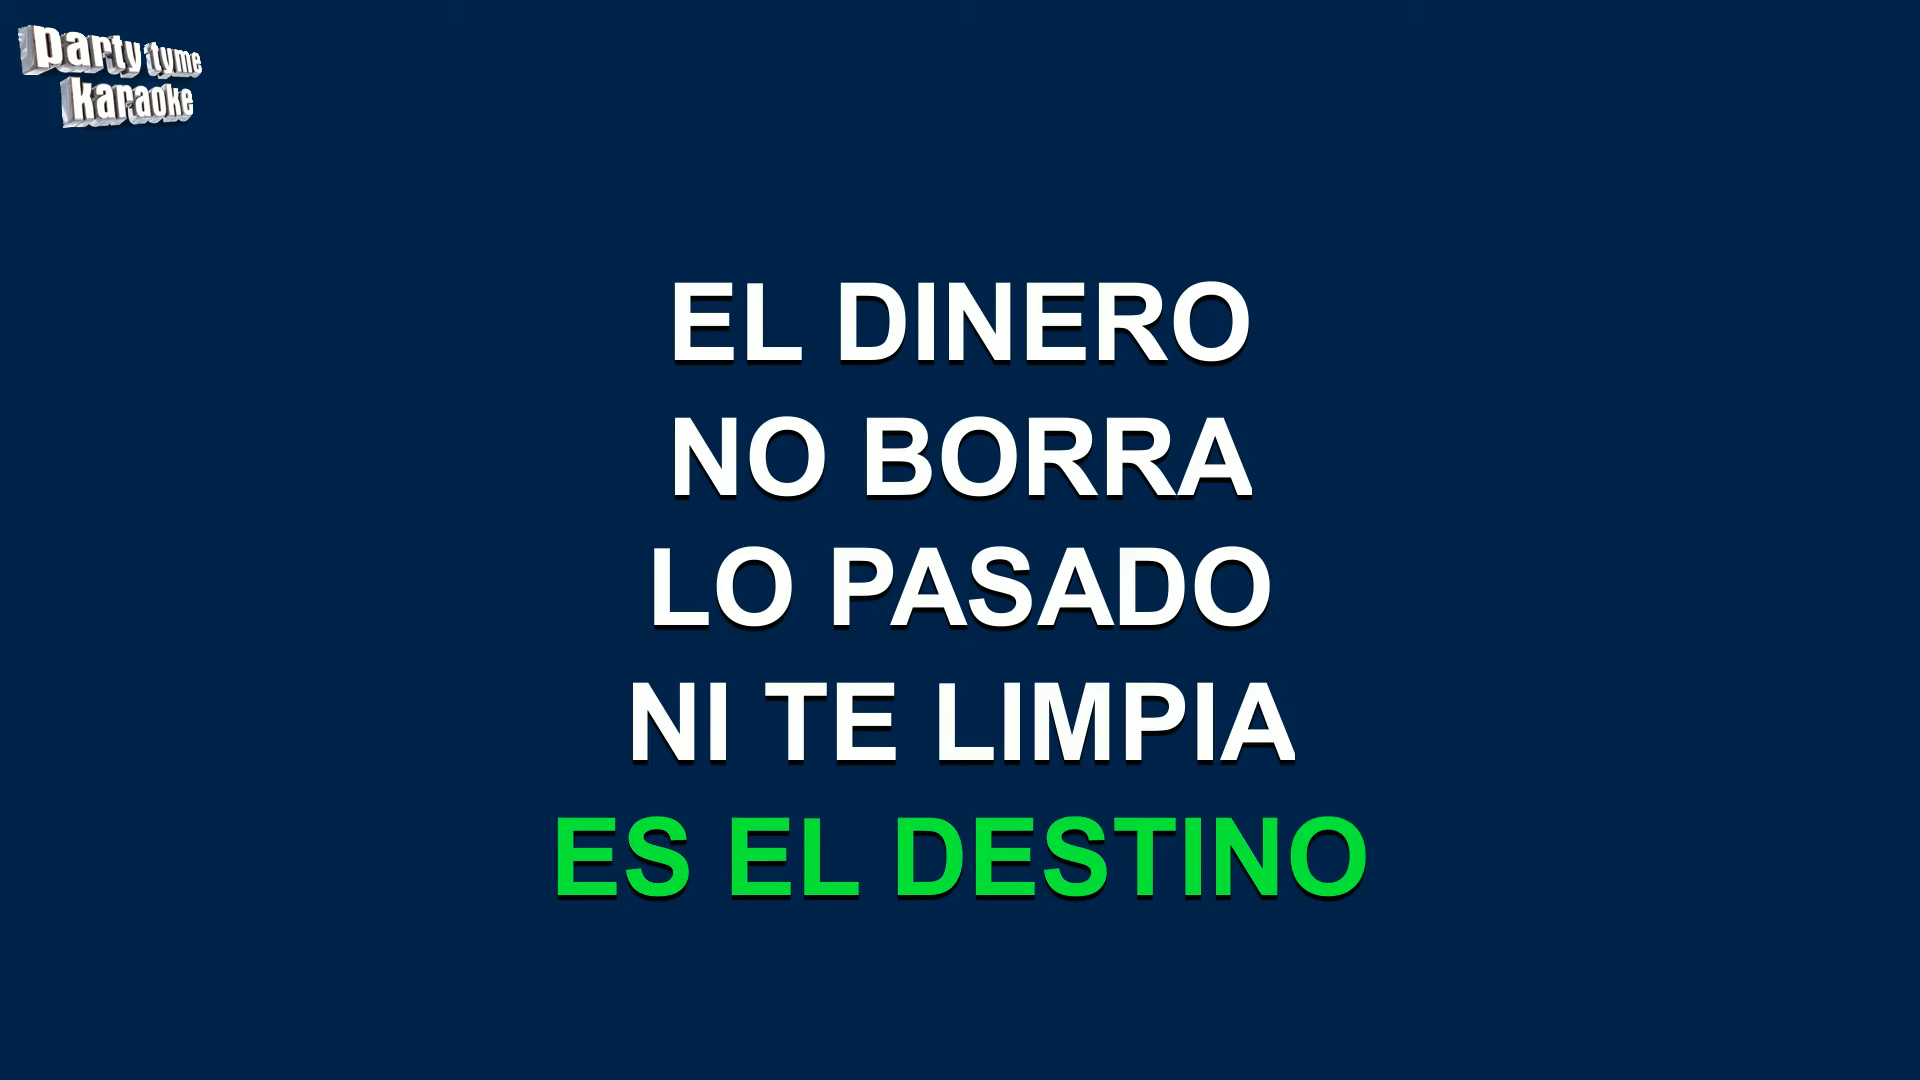 party tyme
karaoke
EL DINERO
NO BORRA
LO PASADO
NI TE LIMPIA
ES EL DESTINO